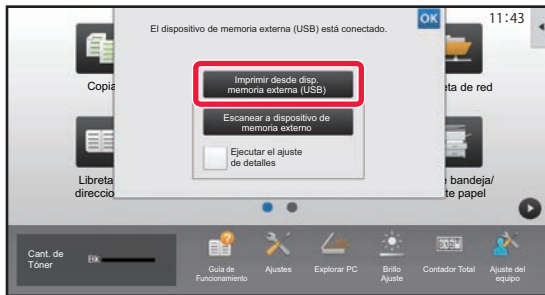 El dispositivo de memoria externa (USB) está conectado.
OK
11:43
Imprimir desde disp.
memoria externa (USB)
Escanear a dispositivo de
memoria externo
Ejecutar el ajuste
de detalles
Copia
eta de red
Libreta
direccio
e bandeja/
te papel
Cant. de
Tóner
Bk
Guía de
Funcionamiento
Ajustes
Explorar PC
Brillo
Ajuste
Contador Total
Ajuste del
equipo